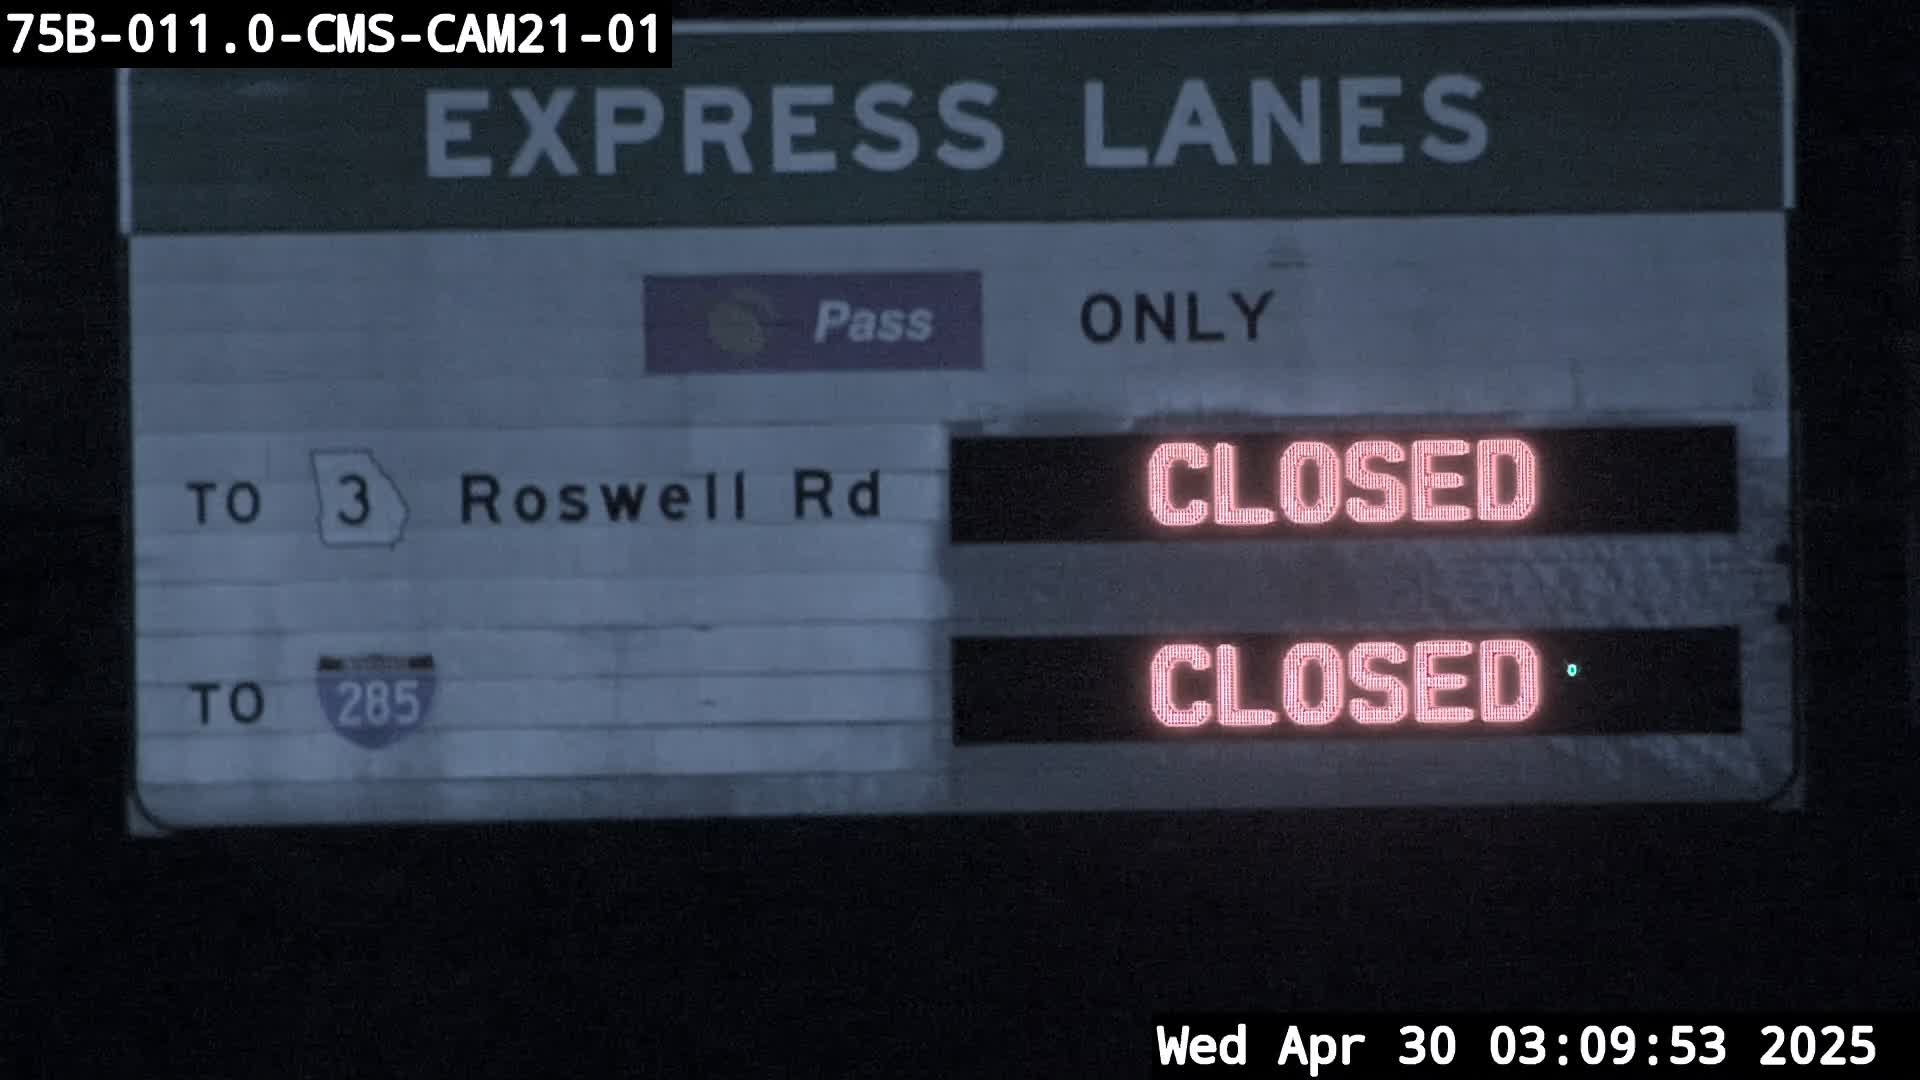 75B-011.0-CMS-CAM21-01
EXPRESS LANES
Pass ONLY
TO 3 Roswell Rd CLOSED
TO 285 CLOSED
Wed Apr 30 03:09:53 2025